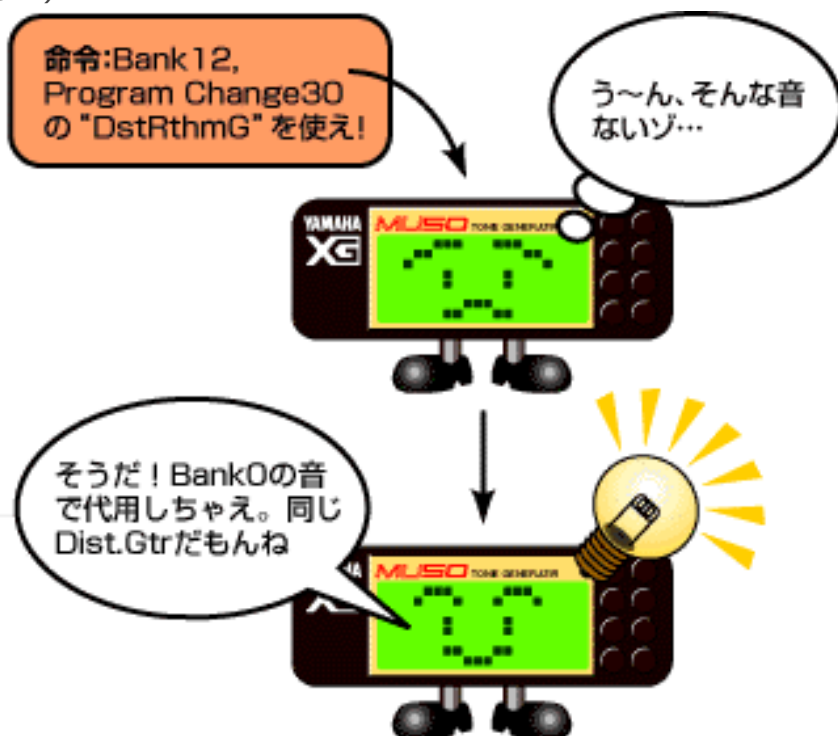 命令:Bank12,
Program Change30
の "DstRthmG" を使え!
う〜ん、そんな音
ないゾ…
YAMAHA
XG
MUSO TONE GENERATOR
そうだ！Bank0の音
で代用しちゃえ。同じ
Dist.Gtrだもんね
MUSO TONE GENERATOR